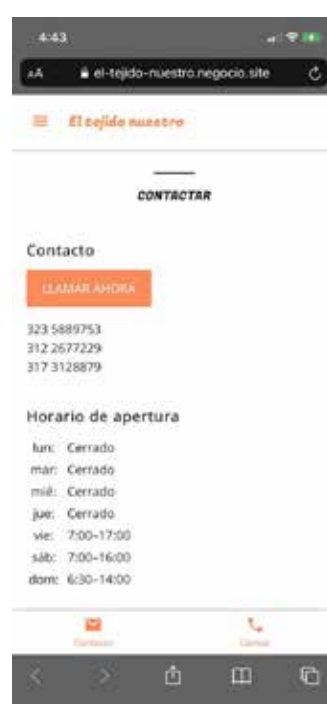 4:43
AA el-tejido-nuestro.negocio.site
El tejido nuestro
CONTACTAR
Contacto
LLAMAR AHORA
323 5889753
312 2677229
317 3128879
Horario de apertura
lun: Cerrado
mar: Cerrado
mié: Cerrado
jue: Cerrado
vie: 7:00–17:00
sáb: 7:00–16:00
dom: 6:30–14:00